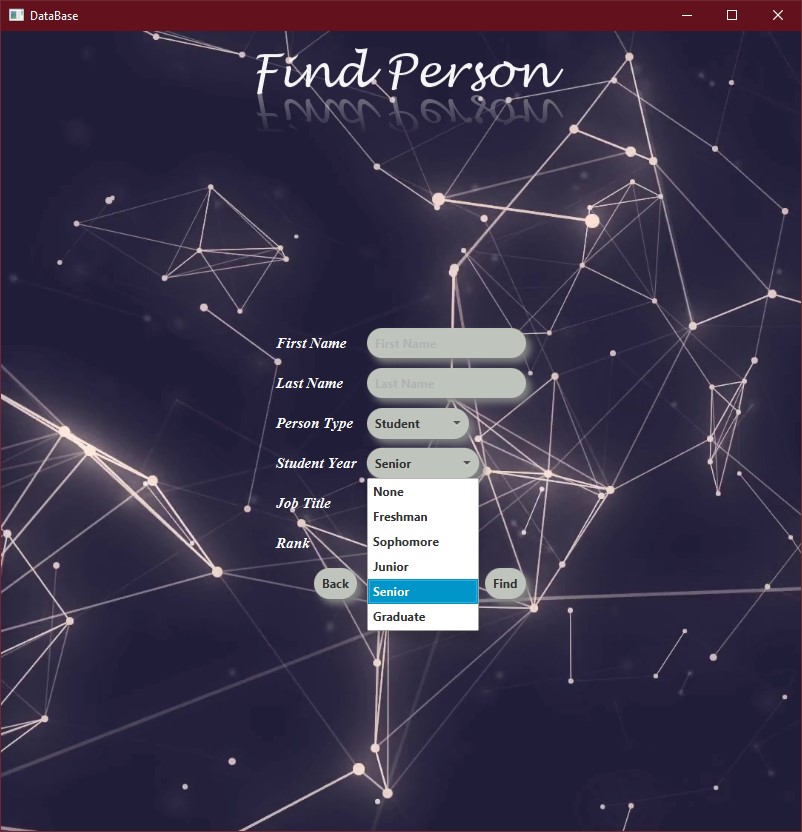 DataBase
Find Person
First Name First Name
Last Name Last Name
Person Type Student
Student Year Senior
None
Freshman
Job Title
Sophomore
Rank
Junior
Back Senior Find
Graduate